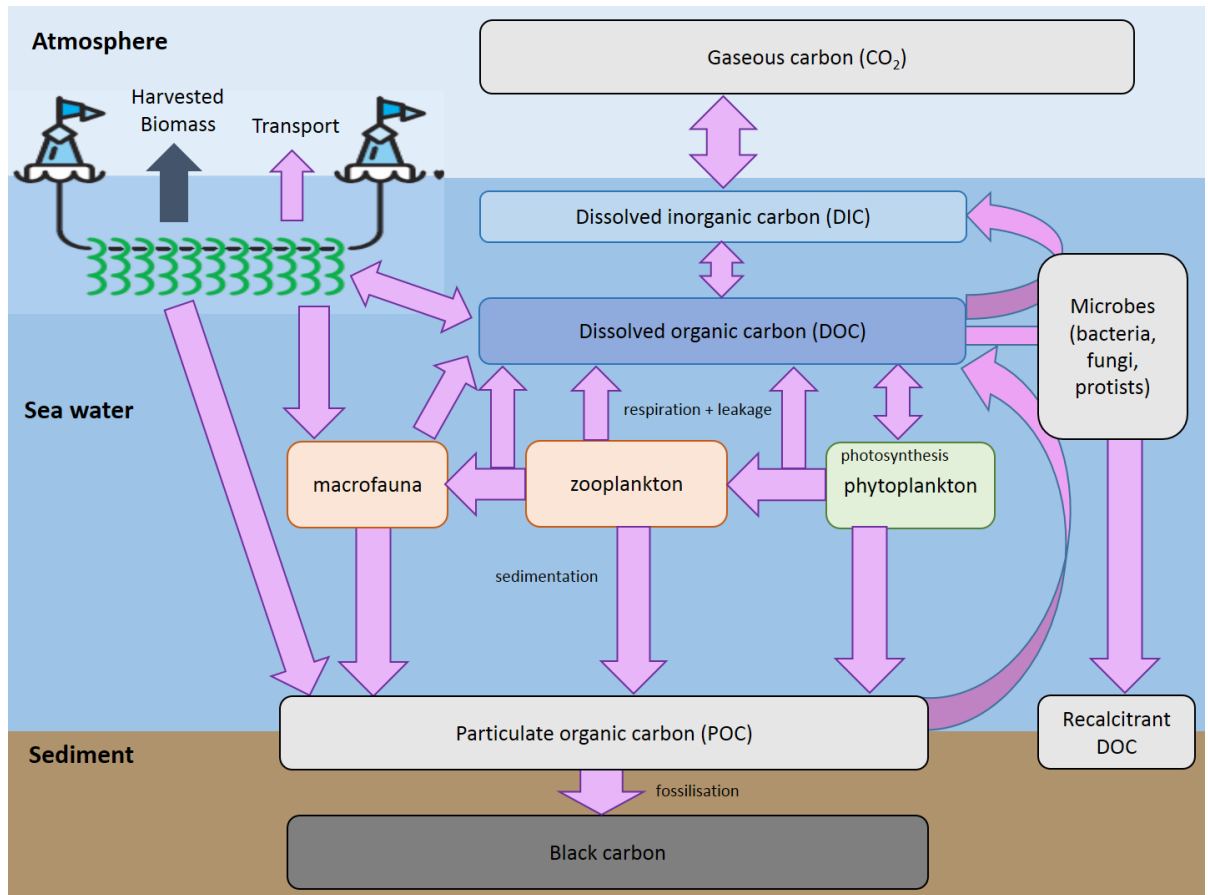 Atmosphere
Gaseous carbon (CO₂)
Harvested
Biomass
Transport
Dissolved inorganic carbon (DIC)
Dissolved organic carbon (DOC)
Microbes
(bacteria,
fungi,
protists)
Sea water
respiration + leakage
macrofauna
zooplankton
photosynthesis
phytoplankton
sedimentation
Particulate organic carbon (POC)
Recalcitrant
DOC
Sediment
fossilisation
Black carbon